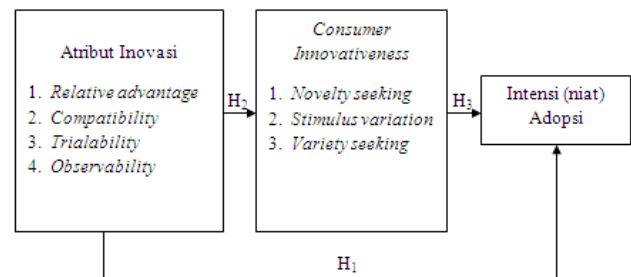 Atribut Inovasi
1. Relative advantage
2. Compatibility
3. Trialability
4. Observability
H2
Consumer
Innovativeness
1. Novelty seeking
2. Stimulus variation
3. Variety seeking
H3
Intensi (niat)
Adopsi
H1